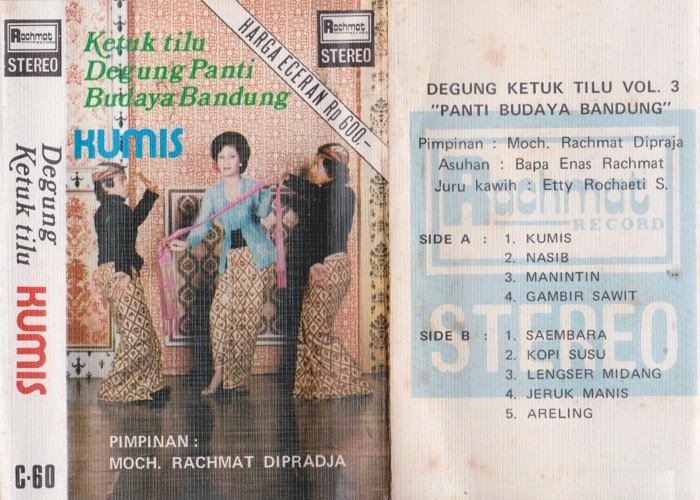 Rachmat
RECORD
STEREO
Degung
Ketuk tilu
KUMIS
C-60
Ketuk tilu
Degung Panti
Budaya Bandung
KUMIS
HARGA ECERAN Rp 600.-
Rachmat
RECORD
STEREO
PIMPINAN :
MOCH. RACHMAT DIPRADJA
DEGUNG KETUK TILU VOL. 3
"PANTI BUDAYA BANDUNG"
Pimpinan : Moch. Rachmat Dipraja
Asuhan : Bapa Enas Rachmat
Juru kawih : Etty Rochaeti S.
Rachmat
RECORD
STEREO
SIDE A : 1. KUMIS
2. NASIB
3. MANINTIN
4. GAMBIR SAWIT
SIDE B : 1. SAEMBARA
2. KOPI SUSU
3. LENGSER MIDANG
4. JERUK MANIS
5. ARELING